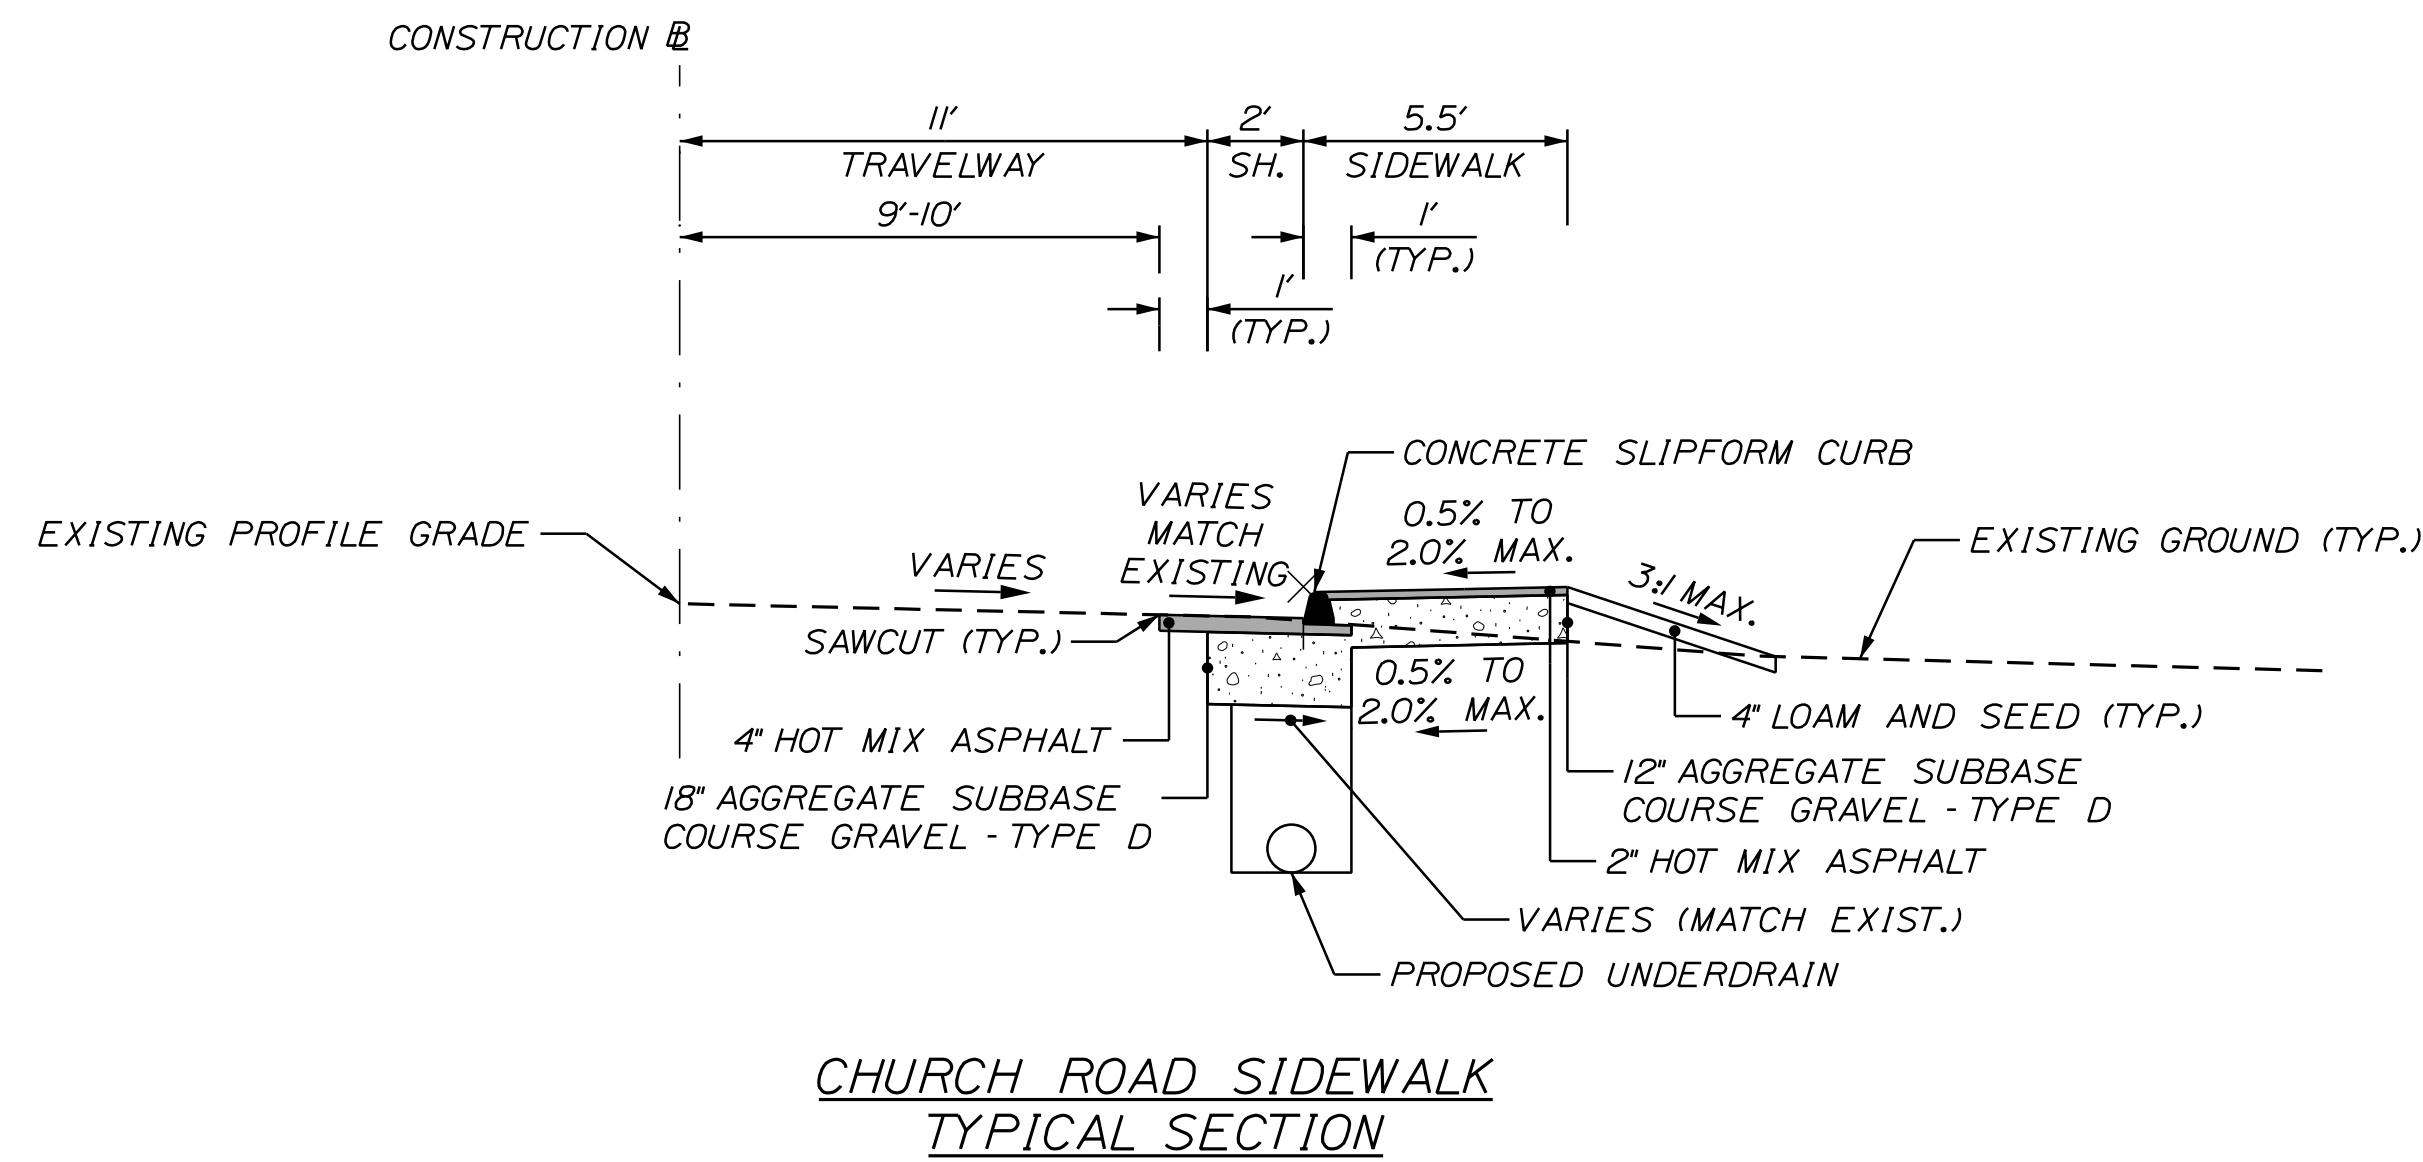 CONSTRUCTION BL
11'
TRAVELWAY
2'
SH.
5.5'
SIDEWALK
9'-10'
1'
(TYP.)
1'
(TYP.)
CONCRETE SLIPFORM CURB
VARIES
MATCH
EXISTING
0.5% TO
2.0% MAX.
EXISTING PROFILE GRADE
VARIES
3:1 MAX.
EXISTING GROUND (TYP.)
SAWCUT (TYP.)
0.5% TO
2.0% MAX.
4" LOAM AND SEED (TYP.)
4" HOT MIX ASPHALT
12" AGGREGATE SUBBASE
COURSE GRAVEL - TYPE D
18" AGGREGATE SUBBASE
COURSE GRAVEL - TYPE D
2" HOT MIX ASPHALT
VARIES (MATCH EXIST.)
PROPOSED UNDERDRAIN
CHURCH ROAD SIDEWALK
TYPICAL SECTION